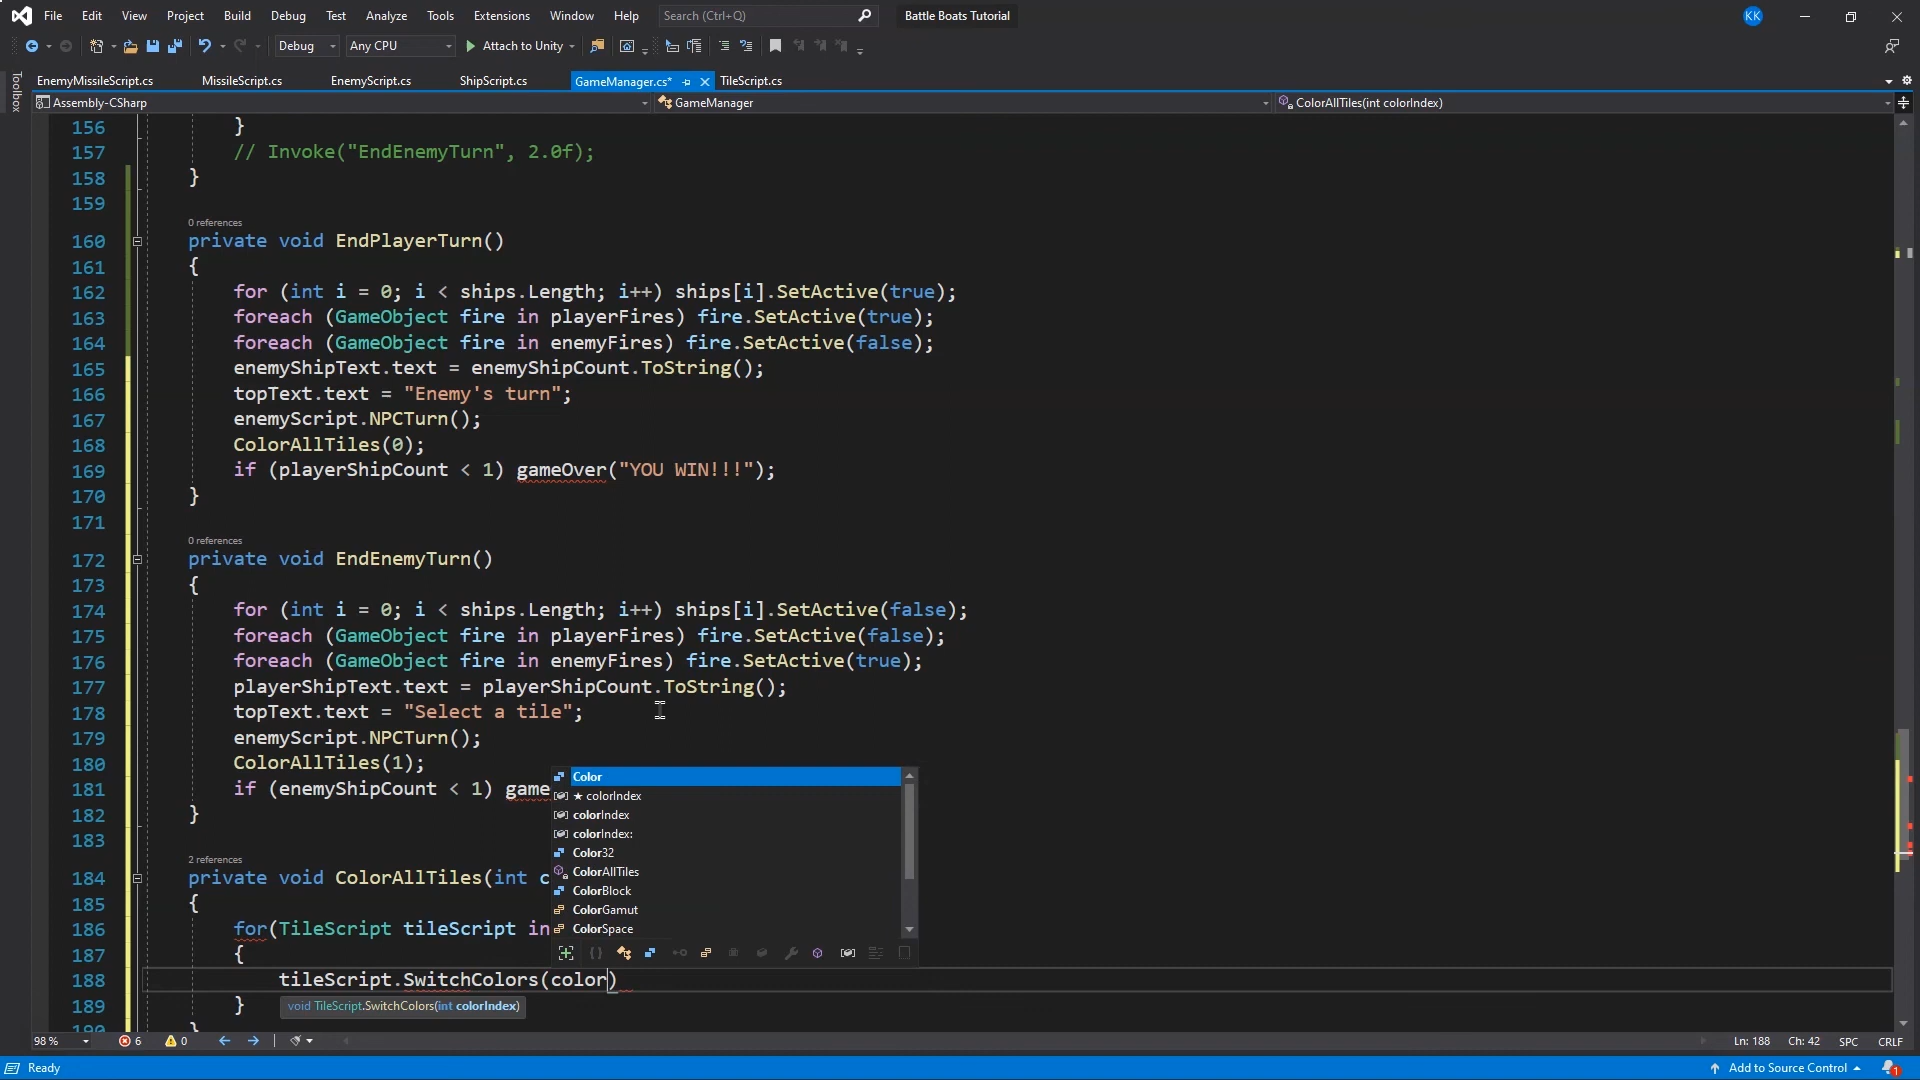 File Edit View Project Build Debug Test Analyze Tools Extensions Window Help Search (Ctrl+Q) Battle Boats Tutorial KK
Debug Any CPU Attach to Unity
Toolbox
EnemyMissileScript.cs MissileScript.cs EnemyScript.cs ShipScript.cs GameManager.cs* TileScript.cs
Assembly-CSharp GameManager ColorAllTiles(int colorIndex)
156 }
157 // Invoke("EndEnemyTurn", 2.0f);
158 }
159
0 references
160 private void EndPlayerTurn()
161 {
162 for (int i = 0; i < ships.Length; i++) ships[i].SetActive(true);
163 foreach (GameObject fire in playerFires) fire.SetActive(true);
164 foreach (GameObject fire in enemyFires) fire.SetActive(false);
165 enemyShipText.text = enemyShipCount.ToString();
166 topText.text = "Enemy's turn";
167 enemyScript.NPCTurn();
168 ColorAllTiles(0);
169 if (playerShipCount < 1) gameOver("YOU WIN!!!");
170 }
171
0 references
172 private void EndEnemyTurn()
173 {
174 for (int i = 0; i < ships.Length; i++) ships[i].SetActive(false);
175 foreach (GameObject fire in playerFires) fire.SetActive(false);
176 foreach (GameObject fire in enemyFires) fire.SetActive(true);
177 playerShipText.text = playerShipCount.ToString();
178 topText.text = "Select a tile";
179 enemyScript.NPCTurn();
180 ColorAllTiles(1);
181 if (enemyShipCount < 1) game
182 }
183
2 references
184 private void ColorAllTiles(int c
185 {
186 for(TileScript tileScript in
187 {
188 tileScript.SwitchColors(color)
189 }
190 }
Color
★ colorIndex
colorIndex
colorIndex:
Color32
ColorAllTiles
ColorBlock
ColorGamut
ColorSpace
void TileScript.SwitchColors(int colorIndex)
98 % 6 0 Ln: 188 Ch: 42 SPC CRLF
Ready Add to Source Control 1